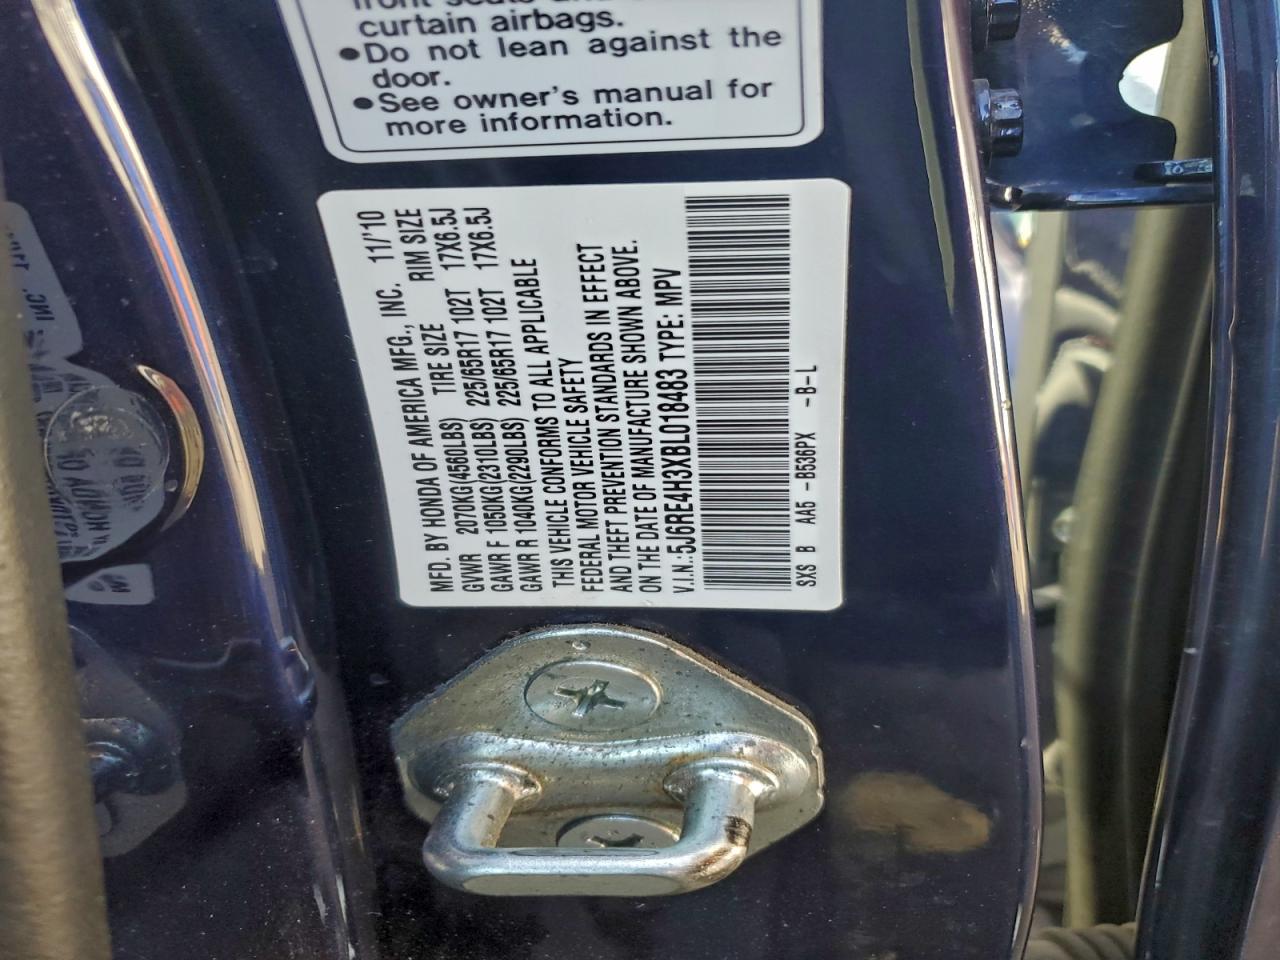 curtain airbags.
●Do not lean against the
door.
●See owner's manual for
more information.
MFD. BY HONDA OF AMERICA MFG., INC. 11/'10
GVWR 2070KG(4560LBS) TIRE SIZE RIM SIZE
GAWR F 1050KG(2310LBS) 225/65R17 102T 17X6.5J
GAWR R 1040KG(2290LBS) 225/65R17 102T 17X6.5J
THIS VEHICLE CONFORMS TO ALL APPLICABLE
FEDERAL MOTOR VEHICLE SAFETY
AND THEFT PREVENTION STANDARDS IN EFFECT
ON THE DATE OF MANUFACTURE SHOWN ABOVE.
V.I.N.:5J6RE4H3XBL018483 TYPE: MPV
SXS B AA5 -B536PX -B-L